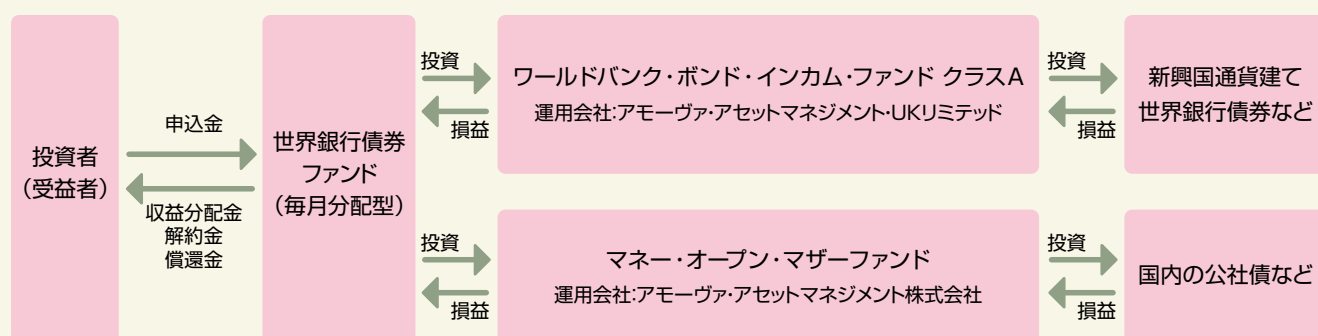 投資者
(受益者)
申込金
収益分配金
解約金
償還金
世界銀行債券
ファンド
(毎月分配型)
投資
損益
ワールドバンク・ボンド・インカム・ファンド クラスA
運用会社:アモーヴァ・アセットマネジメント・UKリミテッド
投資
損益
新興国通貨建て
世界銀行債券など
投資
損益
マネー・オープン・マザーファンド
運用会社:アモーヴァ・アセットマネジメント株式会社
投資
損益
国内の公社債など